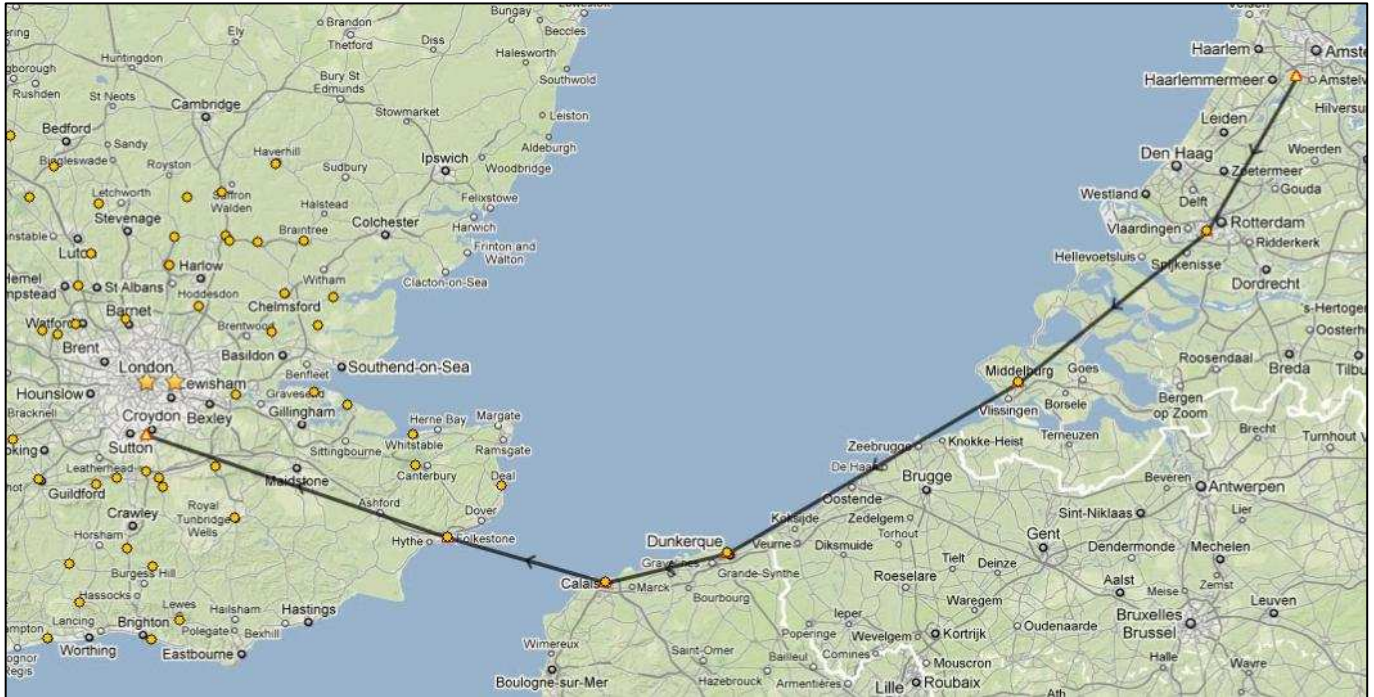 Brandon
Thetford
Diss
Bungay
Lowestoft
Beccles
Halesworth
Southwold
Ely
Huntingdon
Rushden
St Neots
Cambridge
Bury St
Edmunds
Stowmarket
Leiston
Aldeburgh
Bedford
Sandy
Biggleswade
Royston
Haverhill
Sudbury
Ipswich
Woodbridge
Letchworth
Saffron
Walden
Halstead
Felixstowe
Stevenage
Braintree
Colchester
Harwich
Frinton and
Walton
Luton
Harlow
Witham
Clacton-on-Sea
Hemel
St Albans
Hoddesdon
Chelmsford
Watford
Barnet
Brentwood
Brent
Basildon
Benfleet
Southend-on-Sea
London
Lewisham
Hounslow
Gravesend
Bracknell
Croydon
Bexley
Gillingham
Herne Bay
Margate
Whitstable
Ramsgate
Sutton
Sittingbourne
Canterbury
Deal
Leatherhead
Guildford
Maidstone
Ashford
Dover
Royal
Tunbridge
Wells
Crawley
Hythe
Folkestone
Horsham
Burgess Hill
Hassocks
Lewes
Hailsham
Hastings
Lancing
Polegate
Bexhill
Worthing
Brighton
Eastbourne
Haarlem
Haarlemmermeer
Leiden
Hilversum
Woerden
Den Haag
Zoetermeer
Gouda
Westland
Delft
Vlaardingen
Rotterdam
Ridderkerk
Hellevoetsluis
Spijkenisse
Dordrecht
's-Hertoger
Oosterh
Middelburg
Goes
Roosendaal
Breda
Tilbu
Vlissingen
Borsele
Bergen
op Zoom
Zeebrugge
Knokke-Heist
Terneuzen
Brecht
Turnhout
De Haan
Brugge
Beveren
Antwerpen
Oostende
Sint-Niklaas
Lier
Koksijde
Zedelgem
Dunkerque
Veurne
Diksmuide
Torhout
Gent
Dendermonde
Mechelen
Gravelines
Grande-Synthe
Tielt
Deinze
Zemst
Calais
Marck
Bourbourg
Roeselare
Aalst
Meise
Leuven
Waregem
Ieper
Bruxelles
Brussel
Poperinge
Wevelgem
Kortrijk
Oudenaarde
Wimereux
Saint-Omer
Bailleul
Comines
Mouscron
Halle
Wavre
Boulogne-sur-Mer
Hazebrouck
Armentières
Lille
Roubaix
Ath